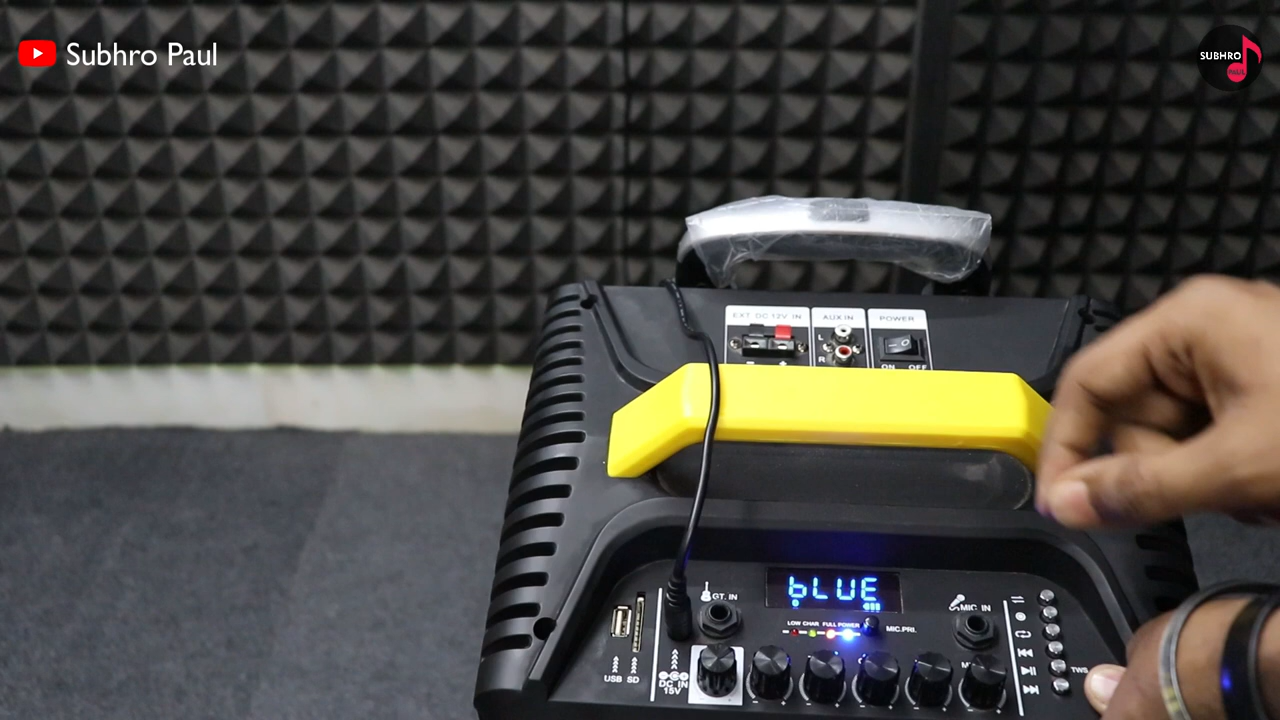 Subhro Paul
SUBHRO
PAUL
EXT DC 12V IN
AUX IN
POWER
L
R
- +
ON OFF
bLUE
GT. IN
MIC IN
LOW CHAR FULL POWER
MIC.PRI.
USB SD
DC IN
15V
TWS